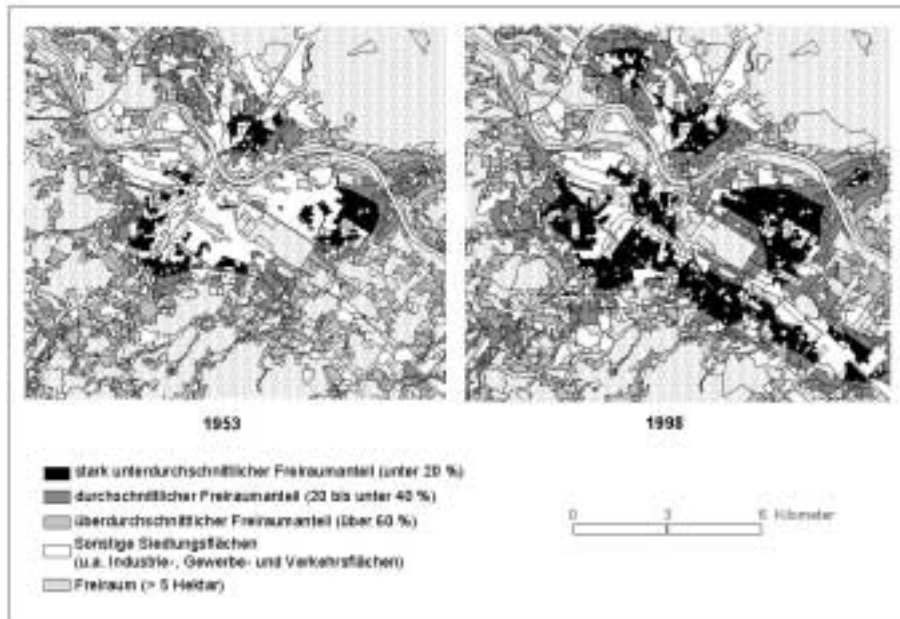 1953
1998
stark unterdurchschnittlicher Freiraumanteil (unter 20 %)
durchschnittlicher Freiraumanteil (20 bis unter 40 %)
überdurchschnittlicher Freiraumanteil (über 60 %)
Sonstige Siedlungsflächen
(u.a. Industrie-, Gewerbe- und Verkehrsflächen)
Freiraum (> 5 Hektar)
0 3 6 Kilometer